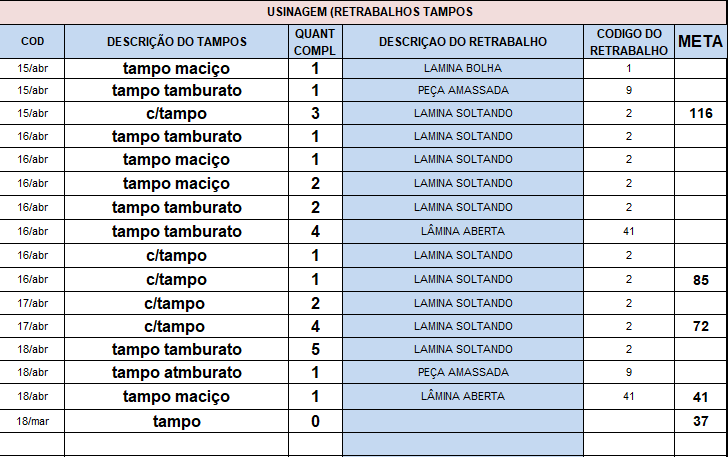 USINAGEM (RETRABALHOS TAMPOS
COD DESCRIÇÃO DO TAMPOS QUANT COMPL DESCRIÇAO DO RETRABALHO CODIGO DO RETRABALHO META
15/abr tampo maciço 1 LAMINA BOLHA 1
15/abr tampo tamburato 1 PEÇA AMASSADA 9
15/abr c/tampo 3 LAMINA SOLTANDO 2 116
16/abr tampo tamburato 1 LAMINA SOLTANDO 2
16/abr tampo maciço 1 LAMINA SOLTANDO 2
16/abr tampo maciço 2 LAMINA SOLTANDO 2
16/abr tampo tamburato 2 LAMINA SOLTANDO 2
16/abr tampo tamburato 4 LÂMINA ABERTA 41
16/abr c/tampo 1 LAMINA SOLTANDO 2
16/abr c/tampo 1 LAMINA SOLTANDO 2 85
17/abr c/tampo 2 LAMINA SOLTANDO 2
17/abr c/tampo 4 LAMINA SOLTANDO 2 72
18/abr tampo tamburato 5 LAMINA SOLTANDO 2
18/abr tampo atmburato 1 PEÇA AMASSADA 9
18/abr tampo maciço 1 LÂMINA ABERTA 41 41
18/mar tampo 0 37